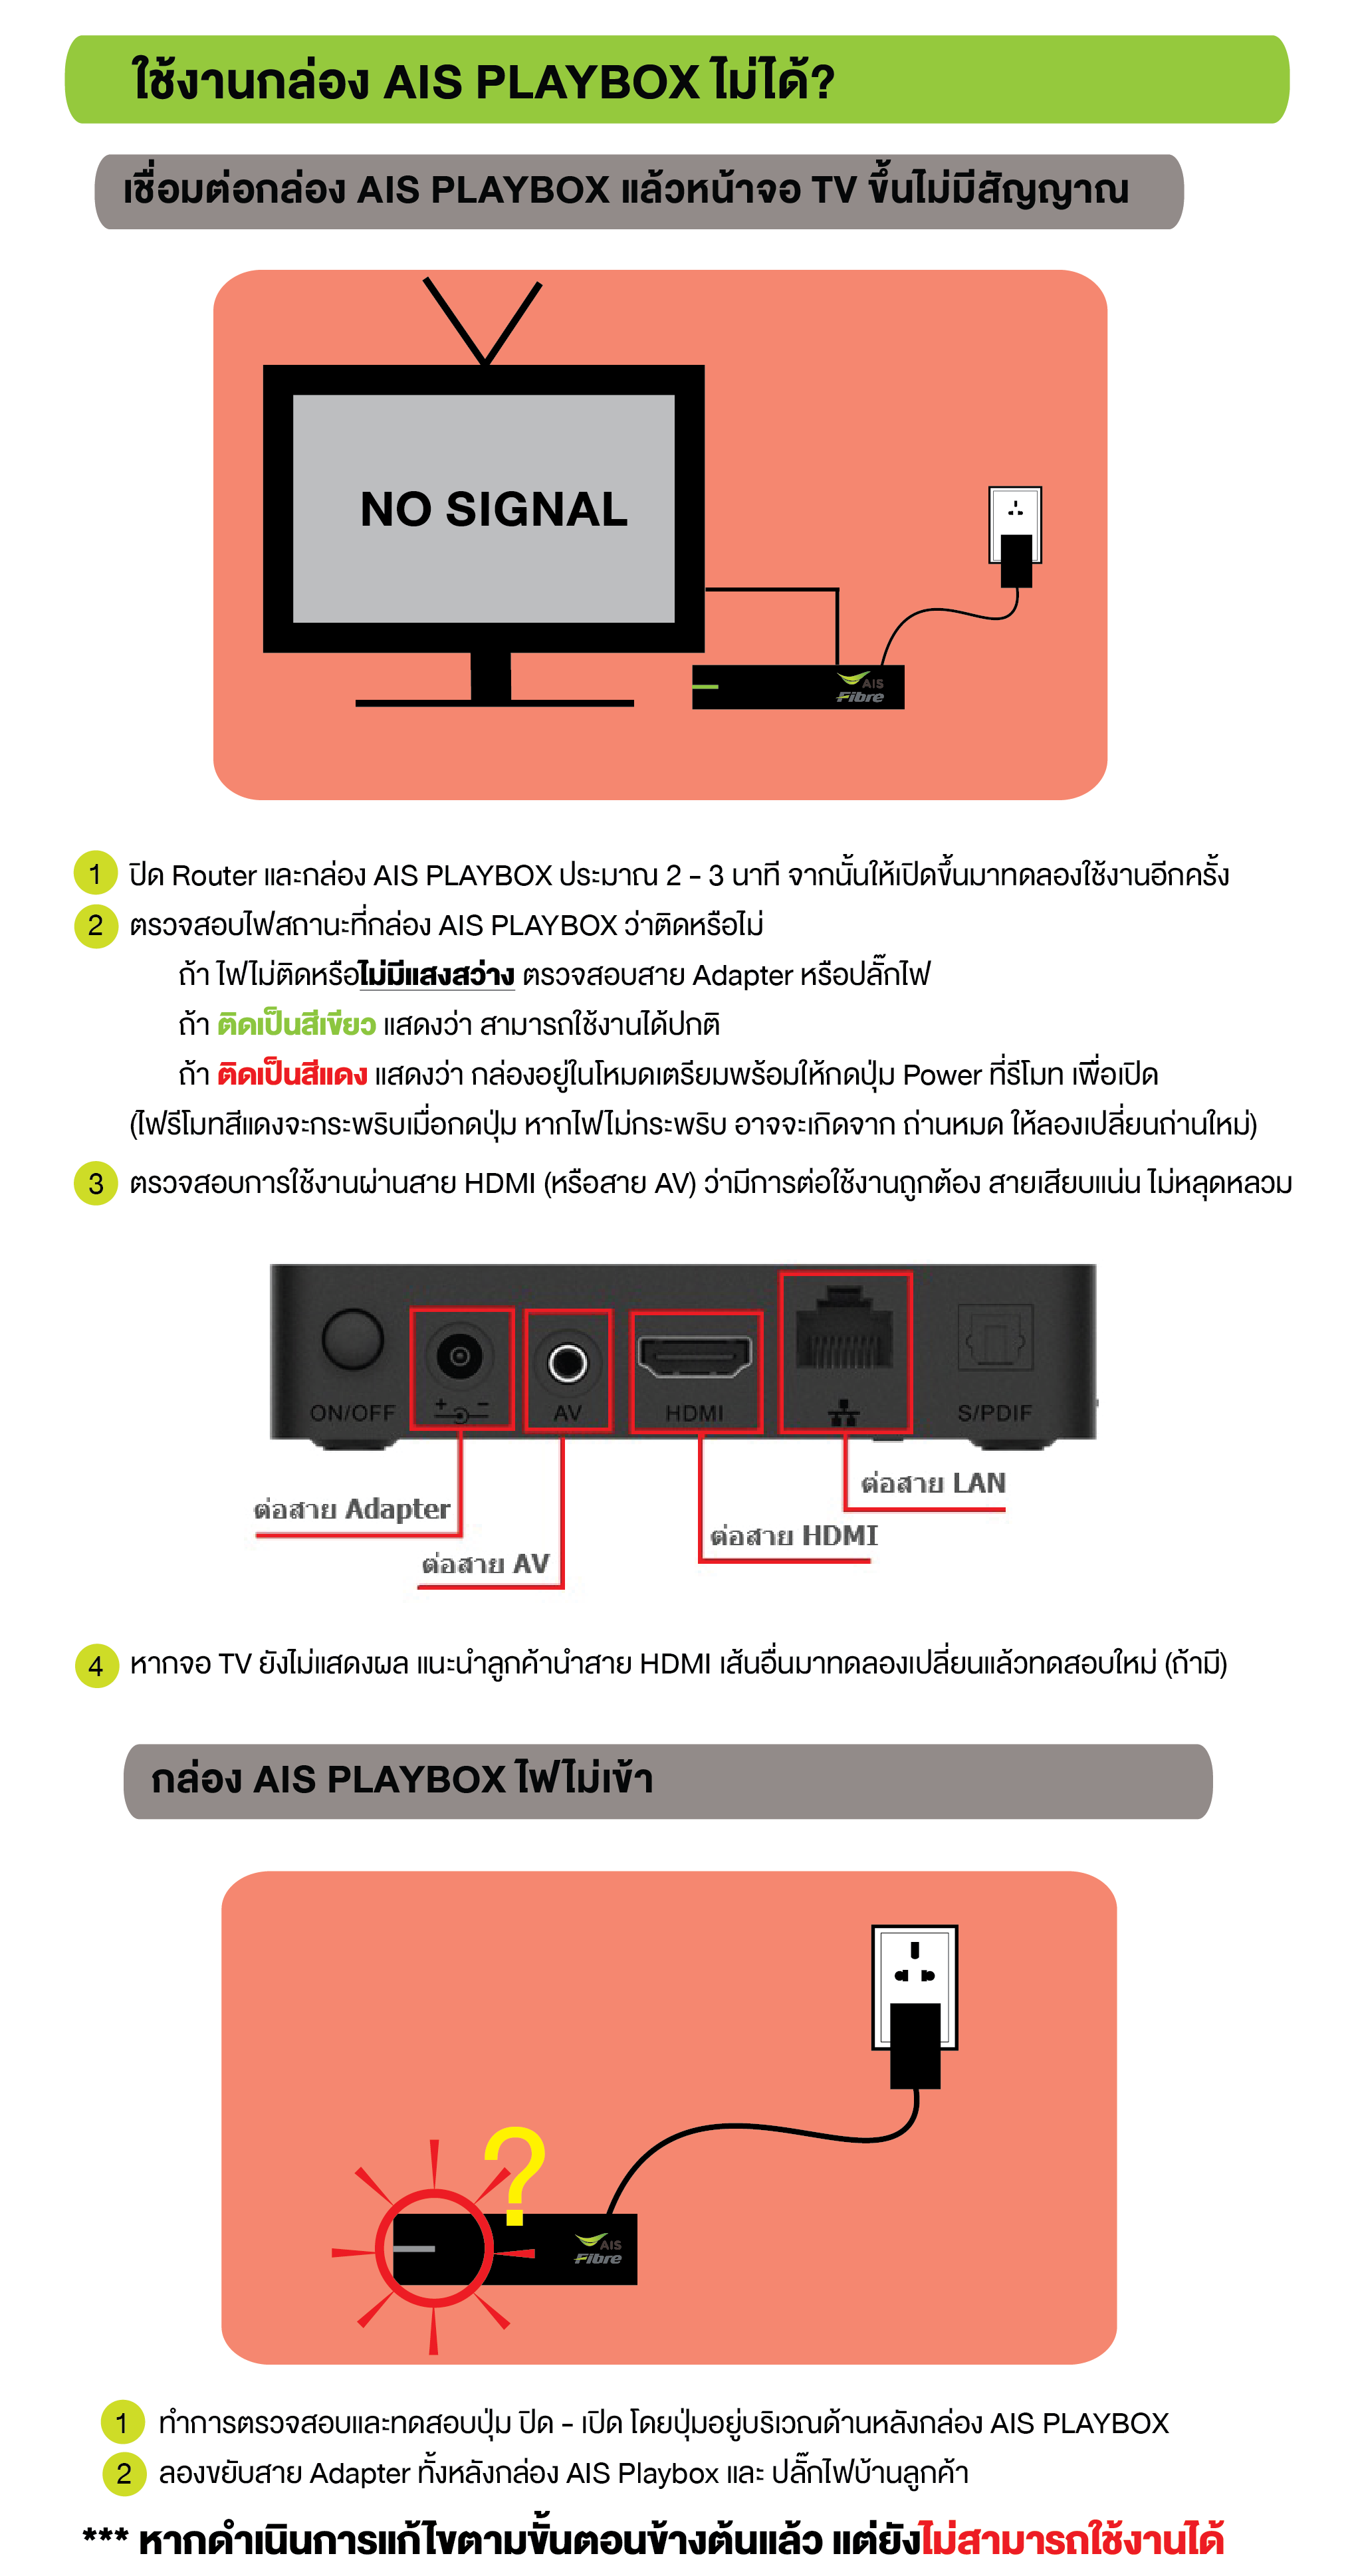 ใช้งานกล่อง AIS PLAYBOX ไม่ได้?
เชื่อมต่อกล่อง AIS PLAYBOX แล้วหน้าจอ TV ขึ้นไม่มีสัญญาณ
NO SIGNAL
AIS
Fibre
1 ปิด Router และกล่อง AIS PLAYBOX ประมาณ 2 - 3 นาที จากนั้นให้เปิดขึ้นมาทดลองใช้งานอีกครั้ง
2 ตรวจสอบไฟสถานะที่กล่อง AIS PLAYBOX ว่าติดหรือไม่
ถ้า ไฟไม่ติดหรือไม่มีแสงสว่าง ตรวจสอบสาย Adapter หรือปลั๊กไฟ
ถ้า ติดเป็นสีเขียว แสดงว่า สามารถใช้งานได้ปกติ
ถ้า ติดเป็นสีแดง แสดงว่า กล่องอยู่ในโหมดเตรียมพร้อมให้กดปุ่ม Power ที่รีโมท เพื่อเปิด
(ไฟรีโมทสีแดงจะกระพริบเมื่อกดปุ่ม หากไฟไม่กระพริบ อาจจะเกิดจาก ถ่านหมด ให้ลองเปลี่ยนถ่านใหม่)
3 ตรวจสอบการใช้งานผ่านสาย HDMI (หรือสาย AV) ว่ามีการต่อใช้งานถูกต้อง สายเสียบแน่น ไม่หลุดหลวม
ON/OFF + - AV HDMI S/PDIF
ต่อสาย LAN
ต่อสาย Adapter
ต่อสาย HDMI
ต่อสาย AV
4 หากจอ TV ยังไม่แสดงผล แนะนำลูกค้านำสาย HDMI เส้นอื่นมาทดลองเปลี่ยนแล้วทดสอบใหม่ (ถ้ามี)
กล่อง AIS PLAYBOX ไฟไม่เข้า
?
AIS
Fibre
1 ทำการตรวจสอบและทดสอบปุ่ม ปิด - เปิด โดยปุ่มอยู่บริเวณด้านหลังกล่อง AIS PLAYBOX
2 ลองขยับสาย Adapter ทั้งหลังกล่อง AIS Playbox และ ปลั๊กไฟบ้านลูกค้า
*** หากดำเนินการแก้ไขตามขั้นตอนข้างต้นแล้ว แต่ยังไม่สามารถใช้งานได้